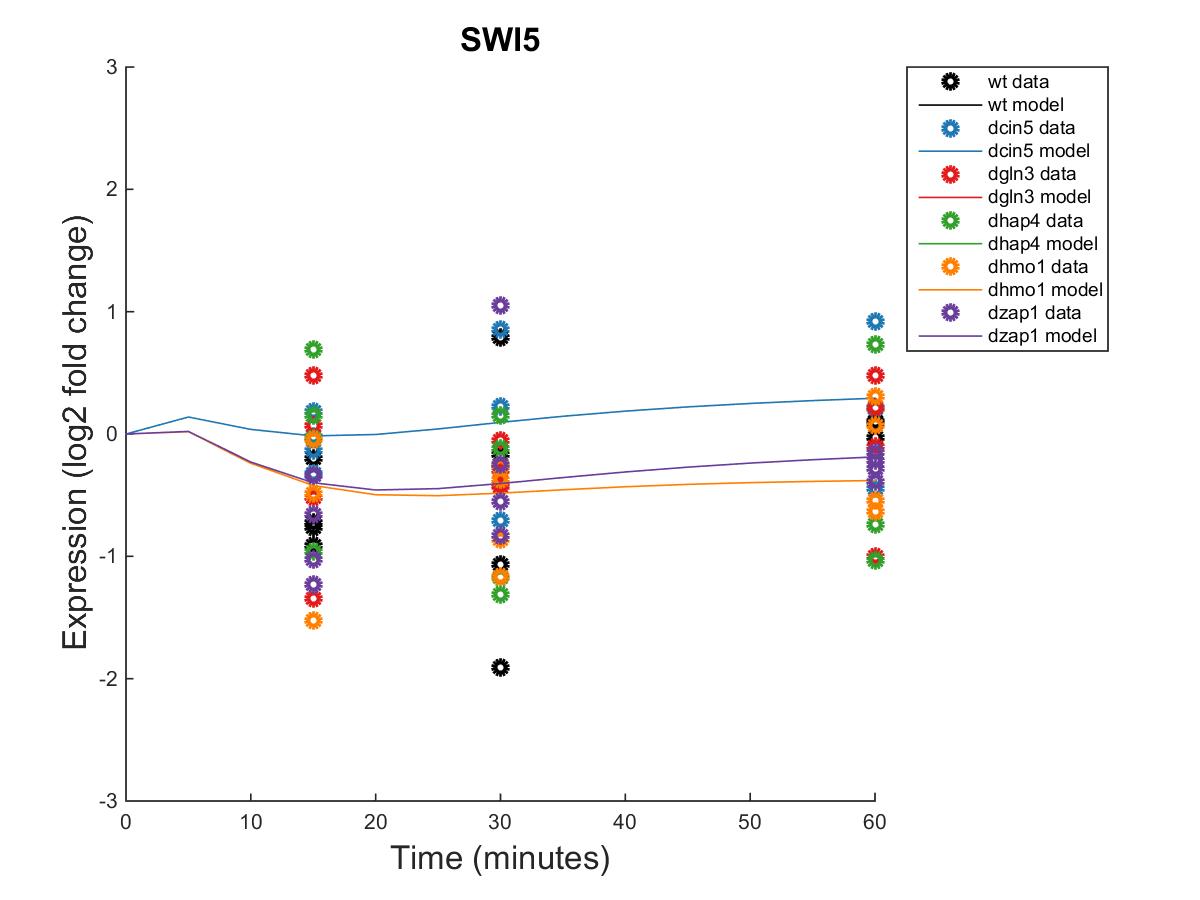 SWI5
3
2
1
0
-1
-2
-3
Expression (log2 fold change)
0 10 20 30 40 50 60
Time (minutes)
wt data
wt model
dcin5 data
dcin5 model
dgln3 data
dgln3 model
dhap4 data
dhap4 model
dhmo1 data
dhmo1 model
dzap1 data
dzap1 model